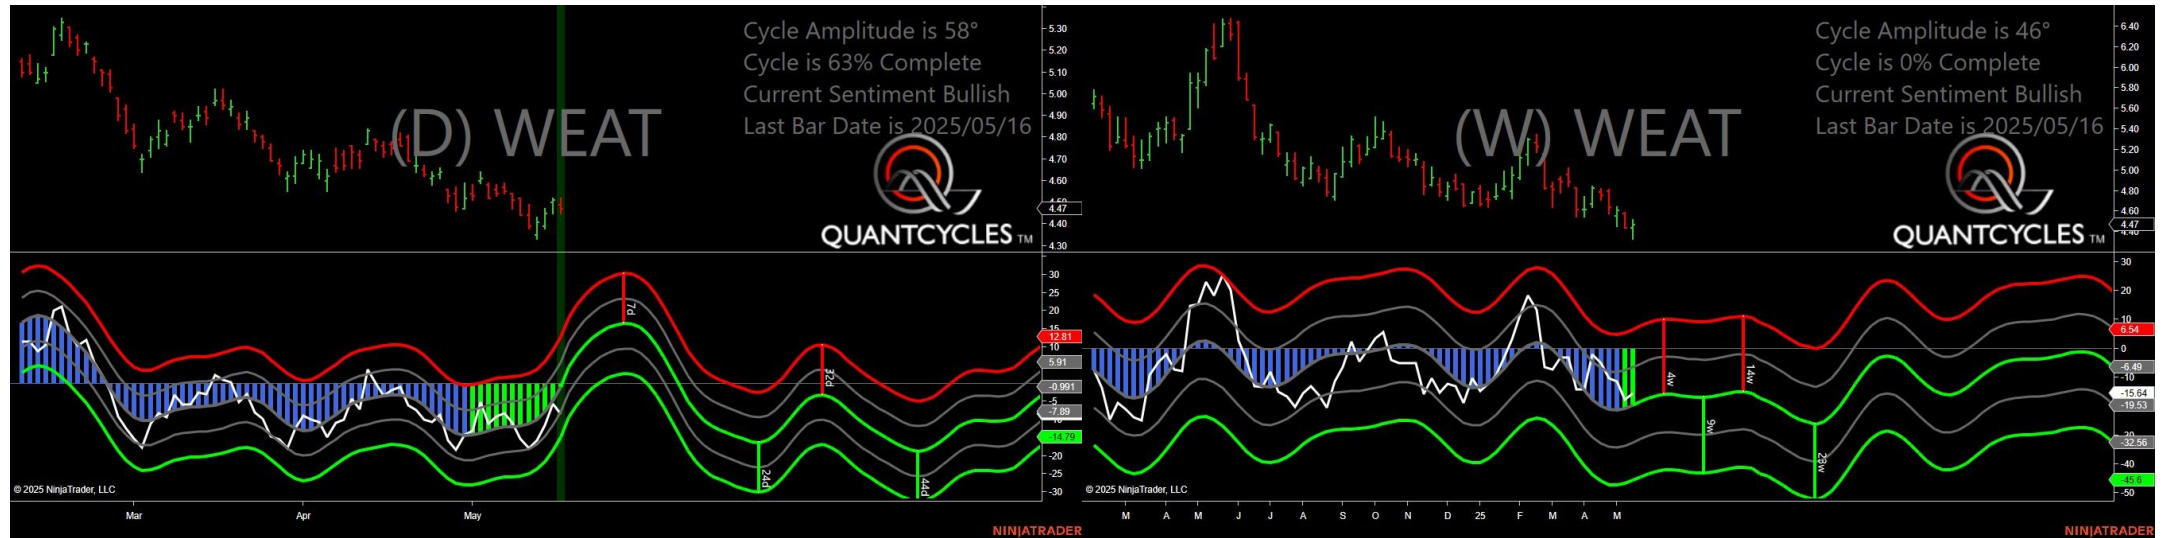 Cycle Amplitude is 58°
Cycle is 63% Complete
Current Sentiment Bullish
Last Bar Date is 2025/05/16
(D) WEAT
QUANTCYCLES TM
5.30
5.20
5.10
5.00
4.90
4.80
4.70
4.60
4.47
4.40
4.30
30
25
20
15
12.81
10
5.91
-0.991
-5
-7.89
-14.79
-20
-25
-30
7d
24d
32d
44d
© 2025 NinjaTrader, LLC
Mar
Apr
May
NINJATRADER
Cycle Amplitude is 46°
Cycle is 0% Complete
Current Sentiment Bullish
Last Bar Date is 2025/05/16
(W) WEAT
QUANTCYCLES TM
6.40
6.20
6.00
5.80
5.60
5.40
5.20
5.00
4.80
4.60
4.47
4.40
30
20
10
6.54
0
-6.49
-10
-15.64
-19.53
-32.56
-40
-45.6
-50
4w
9w
14w
© 2025 NinjaTrader, LLC
M A M J J A S O N D 25 F M A M
NINJATRADER